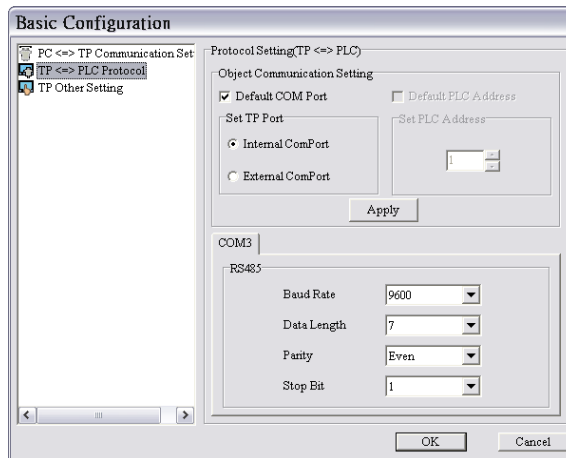 Basic Configuration
PC <=> TP Communication Set
TP <=> PLC Protocol
TP Other Setting
Protocol Setting(TP <=> PLC)
Object Communication Setting
Default COM Port
Default PLC Address
Set TP Port
Internal ComPort
External ComPort
Set PLC Address
1
Apply
COM3
RS485
Baud Rate 9600
Data Length 7
Parity Even
Stop Bit 1
OK Cancel